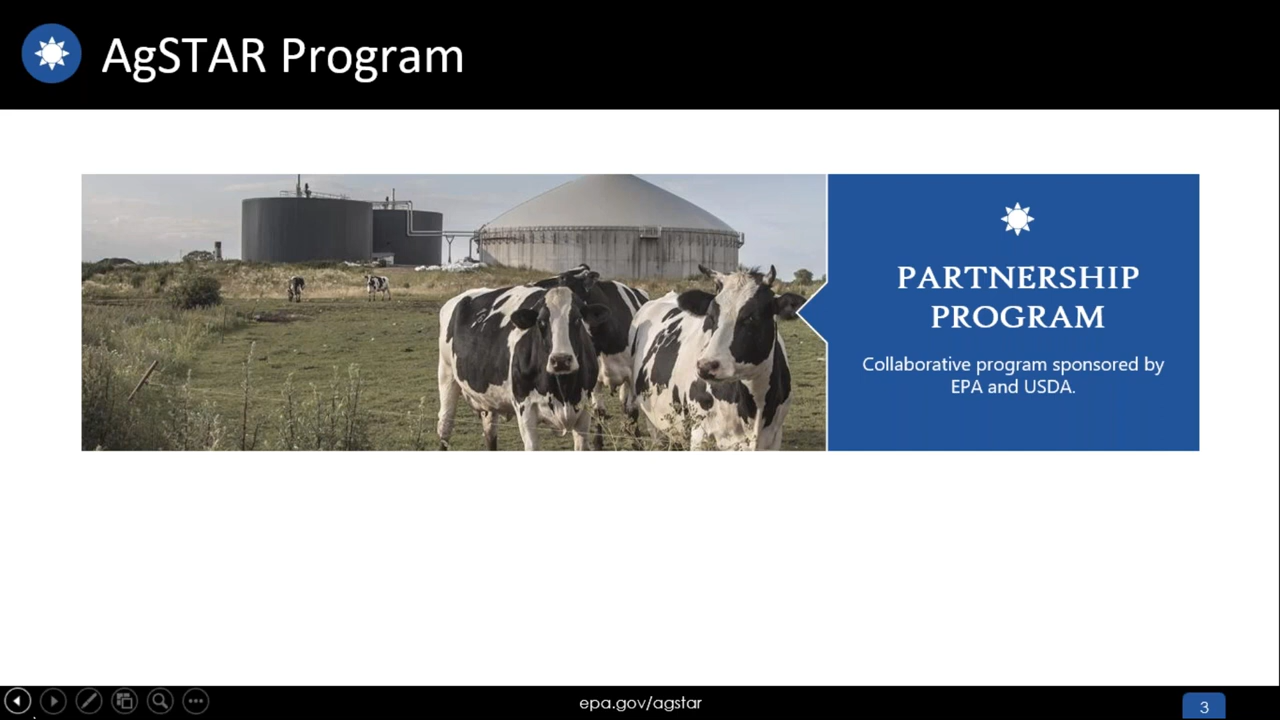 AgSTAR Program
PARTNERSHIP
PROGRAM
Collaborative program sponsored by
EPA and USDA.
epa.gov/agstar
3